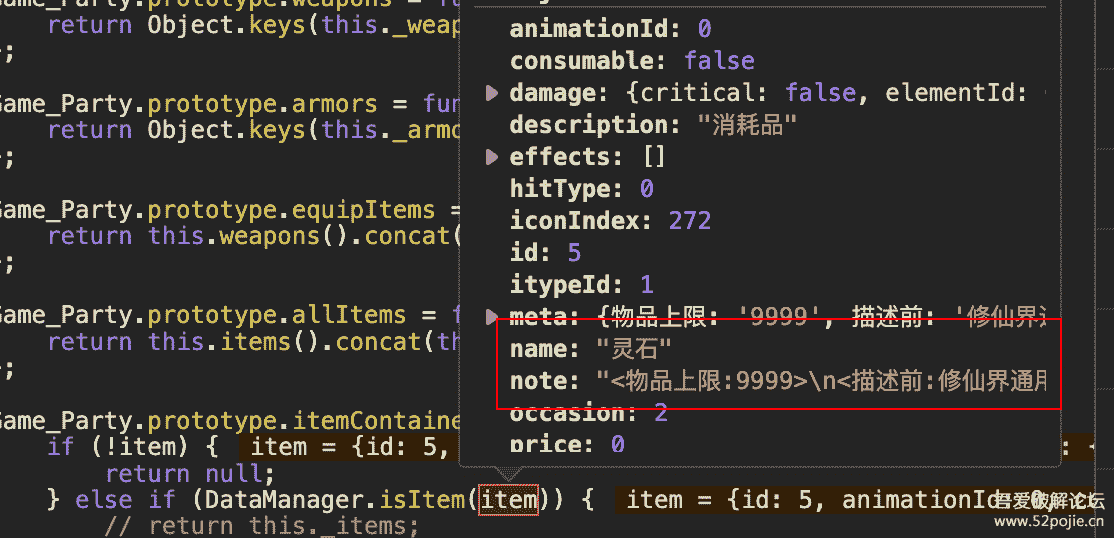 Game_Party.prototype.weapons = fu
return Object.keys(this._weap
};
Game_Party.prototype.armors = fun
return Object.keys(this._armo
};
Game_Party.prototype.equipItems =
return this.weapons().concat(
};
Game_Party.prototype.allItems = f
return this.items().concat(th
};
Game_Party.prototype.itemContaine
if (!item) { item = {id: 5,
return null;
} else if (DataManager.isItem(item)) { item = {id: 5, animationId: 0, c
// return this._items;
animationId: 0
consumable: false
damage: {critical: false, elementId:
description: "消耗品"
effects: []
hitType: 0
iconIndex: 272
id: 5
itypeId: 1
meta: {物品上限: '9999', 描述前: '修仙界通
name: "灵石"
note: "<物品上限:9999>\n<描述前:修仙界通用
occasion: 2
price: 0
吾爱破解论坛
www.52pojie.cn